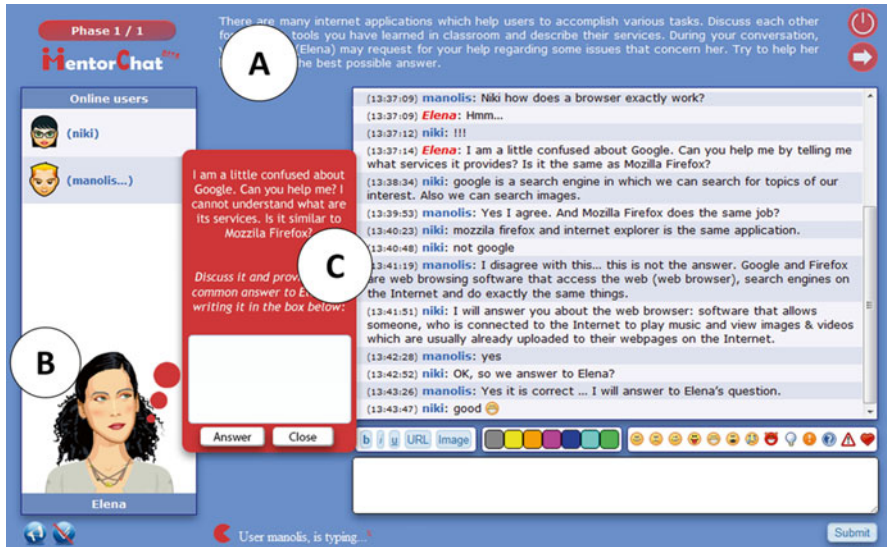 Phase 1 / 1
MentorChat Beta
There are many internet applications which help users to accomplish various tasks. Discuss each other
tools you have learned in classroom and describe their services. During your conversation,
(Elena) may request for your help regarding some issues that concern her. Try to help her
the best possible answer.
A
Online users
(niki)
(manolis...)
B
Elena
I am a little confused about
Google. Can you help me? I
cannot understand what are
its services. Is it similar to
Mozzila Firefox?
C
Discuss it and
common answer to
writing it in the box below:
Answer
Close
(13:37:09) manolis: Niki how does a browser exactly work?
(13:37:09) Elena: Hmm...
(13:37:12) niki: !!!
(13:37:14) Elena: I am a little confused about Google. Can you help me by telling me
what services it provides? Is it the same as Mozilla Firefox?
(13:38:34) niki: google is a search engine in which we can search for topics of our
interest. Also we can search images.
(13:39:53) manolis: Yes I agree. And Mozilla Firefox does the same job?
(13:40:23) niki: mozzila firefox and internet explorer is the same application.
(13:40:48) niki: not google
(13:41:19) manolis: I disagree with this... this is not the answer. Google and Firefox
are web browsing software that access the web (web browser), search engines on
the Internet and do exactly the same things.
(13:41:51) niki: I will answer you about the web browser: software that allows
someone, who is connected to the Internet to play music and view images & videos
which are usually already uploaded to their webpages on the Internet.
(13:42:28) manolis: yes
(13:42:52) niki: OK, so we answer to Elena?
(13:43:26) manolis: Yes it is correct ... I will answer to Elena's question.
(13:43:47) niki: good
b i u URL Image
User manolis, is typing...
Submit